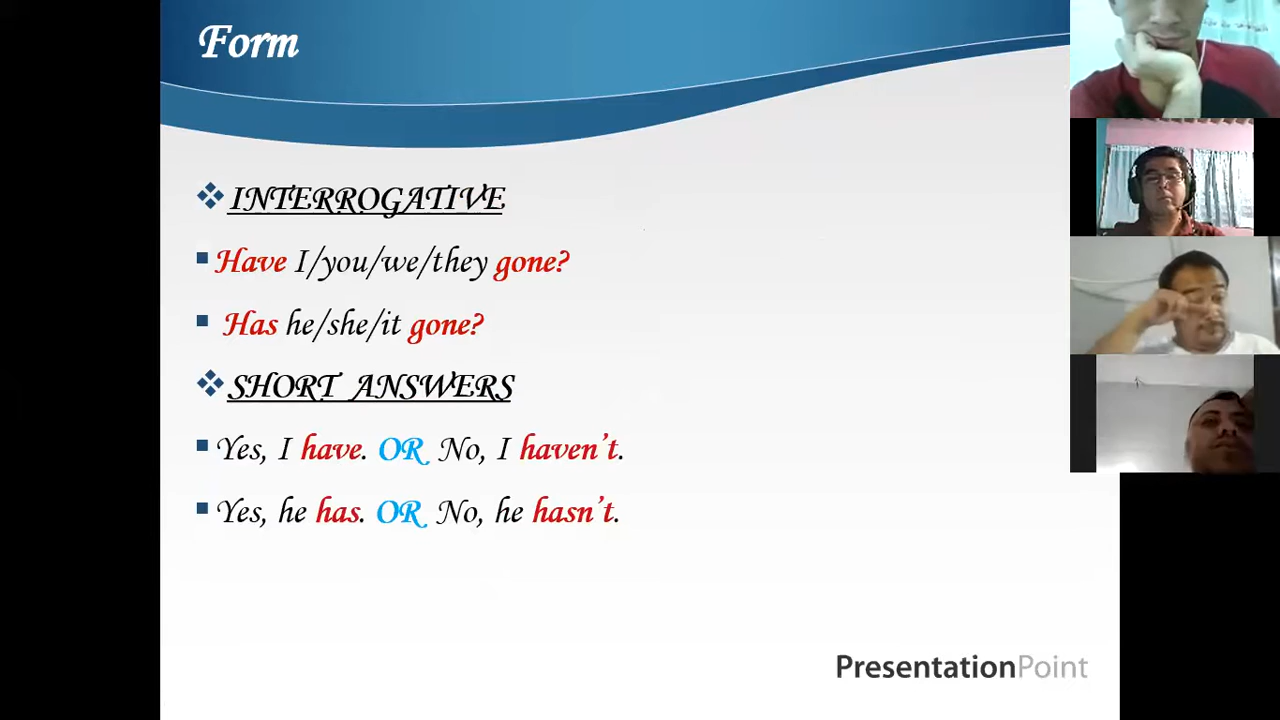 Form
INTERROGATIVE
Have I/you/we/they gone?
Has he/she/it gone?
SHORT ANSWERS
Yes, I have. OR No, I haven’t.
Yes, he has. OR No, he hasn’t.
PresentationPoint